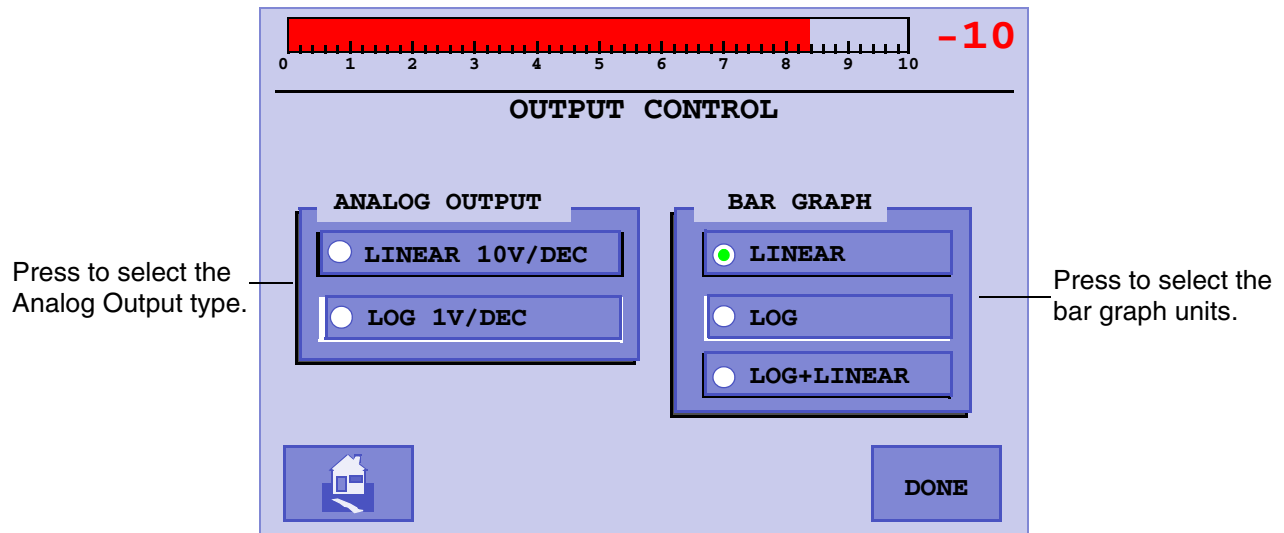 -10
0 1 2 3 4 5 6 7 8 9 10
OUTPUT CONTROL
ANALOG OUTPUT
LINEAR 10V/DEC
LOG 1V/DEC
BAR GRAPH
LINEAR
LOG
LOG+LINEAR
Press to select the
Analog Output type.
Press to select the
bar graph units.
DONE